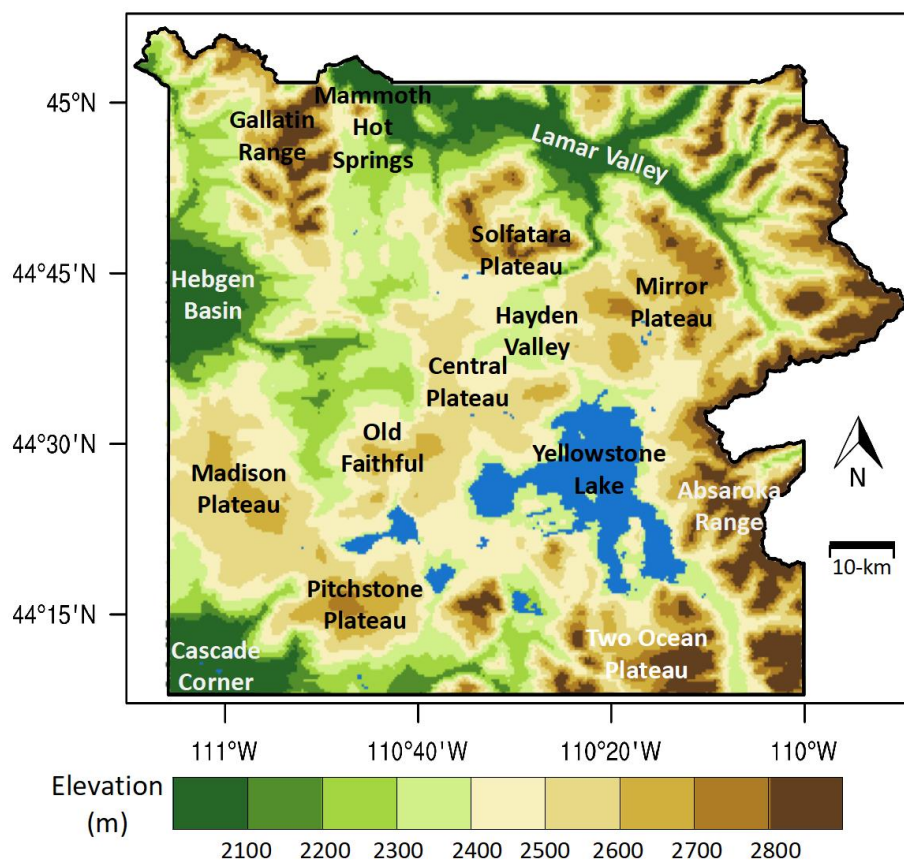 45°N
44°45'N
44°30'N
44°15'N
Gallatin
Range
Mammoth
Hot
Springs
Lamar Valley
Solfatara
Plateau
Hebgen
Basin
Mirror
Plateau
Hayden
Valley
Central
Plateau
Old
Faithful
Madison
Plateau
Yellowstone
Lake
Absaroka
Range
N
10-km
Pitchstone
Plateau
Two Ocean
Plateau
Cascade
Corner
111°W
110°40'W
110°20'W
110°W
Elevation
(m)
2100 2200 2300 2400 2500 2600 2700 2800